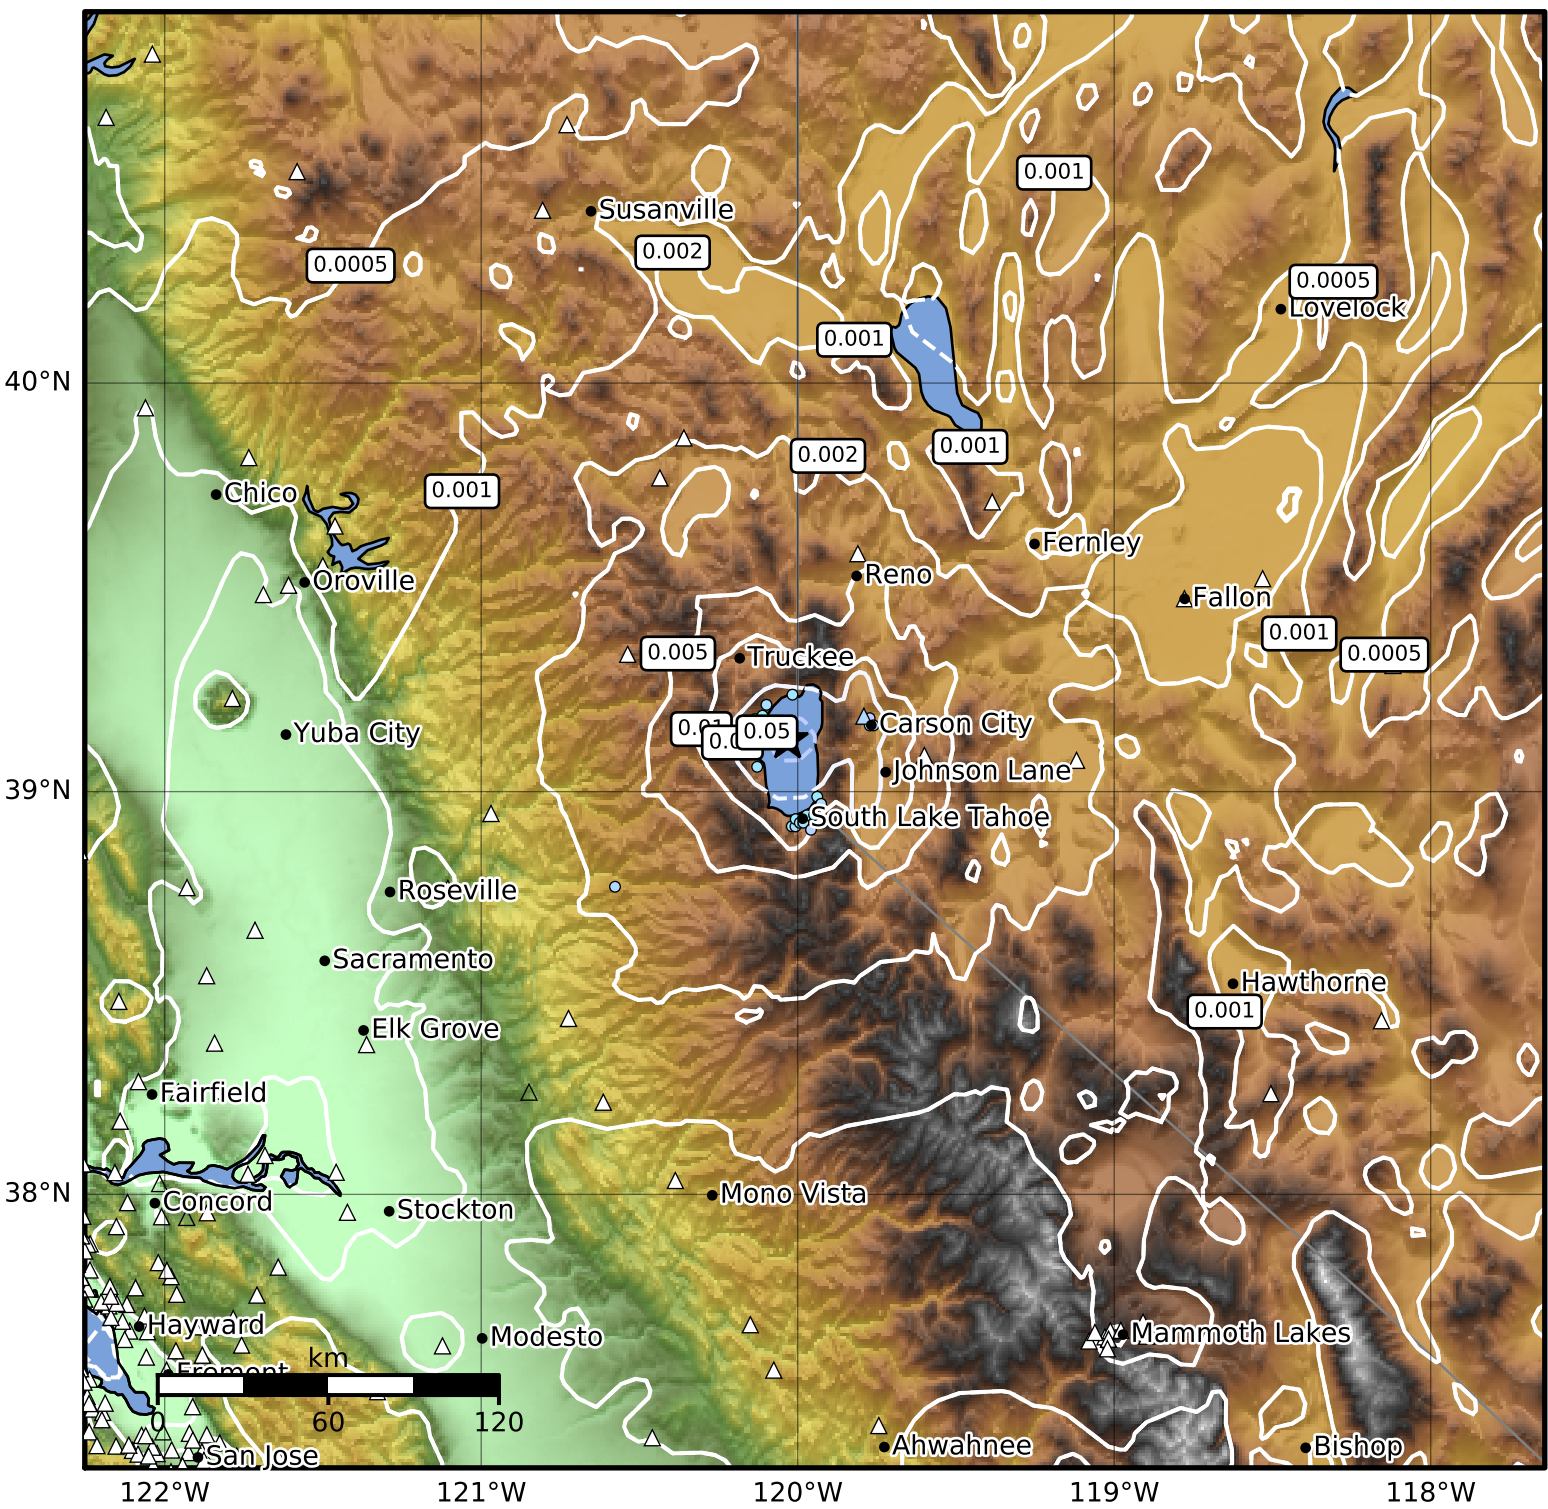 0.001
Susanville
0.002
0.0005
0.0005
Lovelock
0.001
40°N
0.001
0.002
0.001
Chico
Fernley
Reno
Oroville
Fallon
0.001
0.005
Truckee
0.0005
0.05
Carson City
Yuba City
Johnson Lane
39°N
South Lake Tahoe
Roseville
Sacramento
Hawthorne
0.001
Elk Grove
Fairfield
38°N
Concord
Mono Vista
Stockton
Hayward
Modesto
Mammoth Lakes
km
Fremont
0
60
120
Ahwahnee
Bishop
San Jose
122°W
121°W
120°W
119°W
118°W